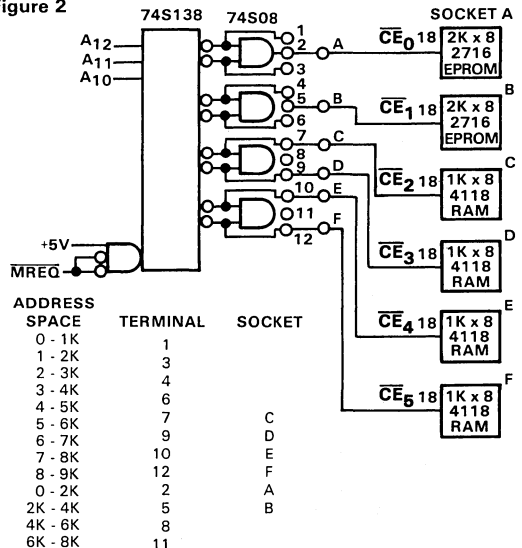 Figure 2
74S138
74S08
SOCKET A
A12
A11
A10
1
2
3
A
4
5
6
B
7
8
9
C
D
10
11
12
E
F
CE0 18
2K x 8
2716
EPROM
B
CE1 18
2K x 8
2716
EPROM
C
CE2 18
1K x 8
4118
RAM
D
CE3 18
1K x 8
4118
RAM
E
CE4 18
1K x 8
4118
RAM
F
CE5 18
1K x 8
4118
RAM
+5V
MREQ
ADDRESS
SPACE TERMINAL SOCKET
0 - 1K 1
1 - 2K 3
2 - 3K 4
3 - 4K 6
4 - 5K 7 C
5 - 6K 9 D
6 - 7K 10 E
7 - 8K 12 F
8 - 9K
0 - 2K 2 A
2K - 4K 5 B
4K - 6K 8
6K - 8K 11